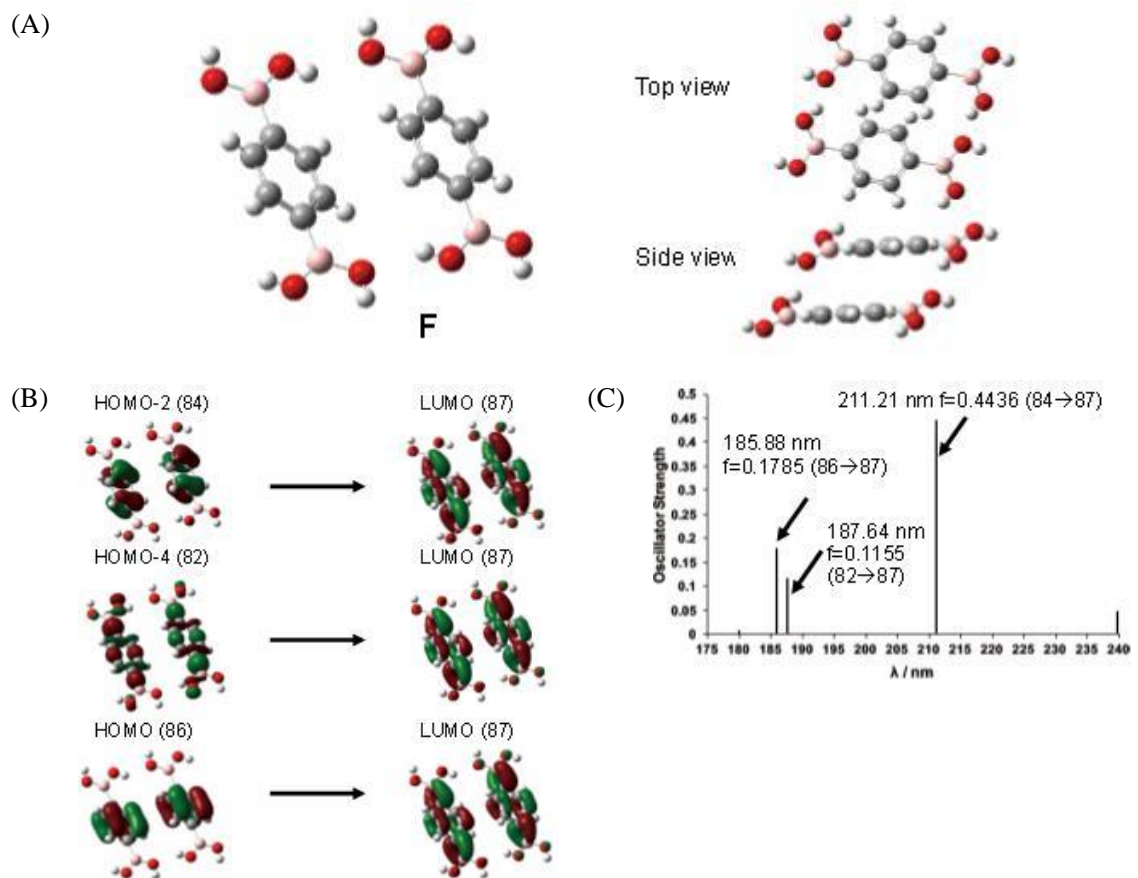 (A)
Top view
Side view
F
(B)
HOMO-2 (84)
LUMO (87)
HOMO-4 (82)
LUMO (87)
HOMO (86)
LUMO (87)
(C)
211.21 nm f=0.4436 (84→87)
185.88 nm
f=0.1785 (86→87)
187.64 nm
f=0.1155
(82→87)
Oscillator Strength
0.5
0.45
0.4
0.35
0.3
0.25
0.2
0.15
0.1
0.05
0
175 180 185 190 195 200 205 210 215 220 225 230 235 240
λ / nm